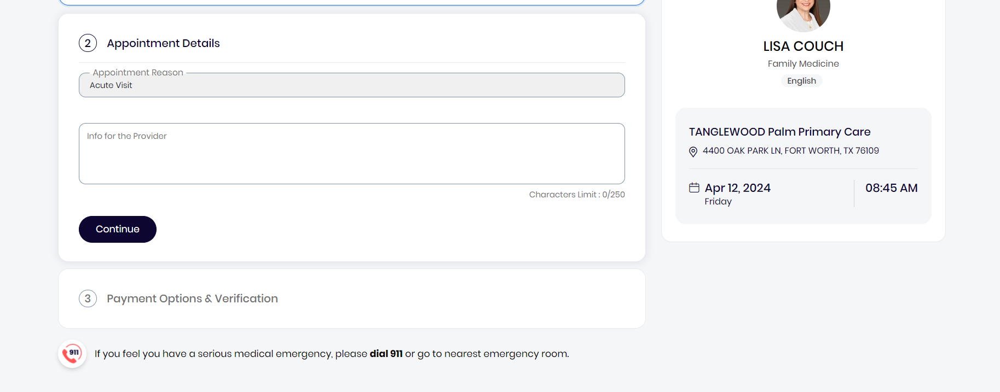 2 Appointment Details
Appointment Reason
Acute Visit
Info for the Provider
Characters Limit : 0/250
Continue
3 Payment Options & Verification
911 If you feel you have a serious medical emergency, please dial 911 or go to nearest emergency room.
LISA COUCH
Family Medicine
English
TANGLEWOOD Palm Primary Care
4400 OAK PARK LN, FORT WORTH, TX 76109
Apr 12, 2024 08:45 AM
Friday